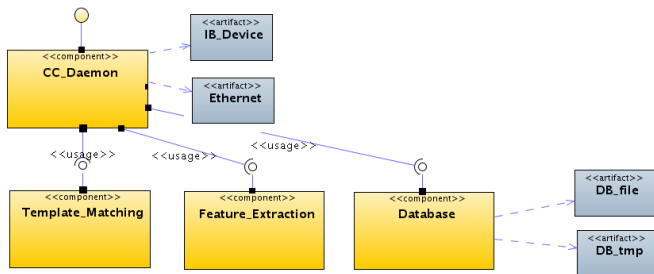 <<artifact>>
IB_Device
<<component>>
CC_Daemon
<<artifact>>
Ethernet
<<usage>>
<<usage>>
<<usage>>
<<component>>
Template_Matching
<<component>>
Feature_Extraction
<<component>>
Database
<<artifact>>
DB_file
<<artifact>>
DB_tmp